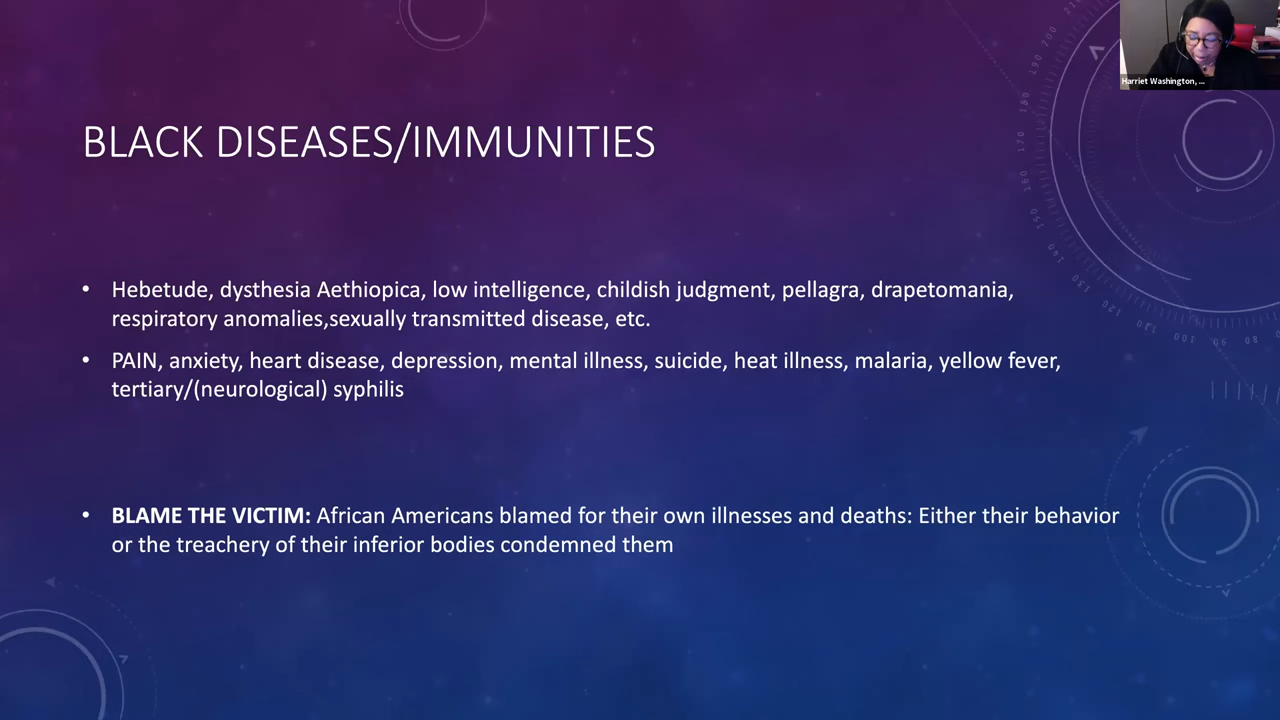 Harriet Washington, ...
BLACK DISEASES/IMMUNITIES
• Hebetude, dysthesia Aethiopica, low intelligence, childish judgment, pellagra, drapetomania,
respiratory anomalies,sexually transmitted disease, etc.
• PAIN, anxiety, heart disease, depression, mental illness, suicide, heat illness, malaria, yellow fever,
tertiary/(neurological) syphilis
• BLAME THE VICTIM: African Americans blamed for their own illnesses and deaths: Either their behavior
or the treachery of their inferior bodies condemned them